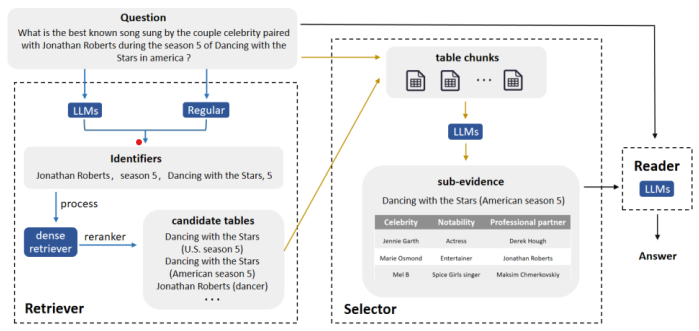 Question
What is the best known song sung by the couple celebrity paired
with Jonathan Roberts during the season 5 of Dancing with the
Stars in america ?
LLMs
Regular
Identifiers
Jonathan Roberts, season 5, Dancing with the Stars, 5
process
dense
retriever
reranker
candidate tables
Dancing with the Stars
(U.S. season 5)
Dancing with the Stars
(American season 5)
Jonathan Roberts (dancer)
• • •
Retriever
table chunks
• • •
LLMs
sub-evidence
Dancing with the Stars (American season 5)
Celebrity Notability Professional partner
Jennie Garth Actress Derek Hough
Marie Osmond Entertainer Jonathan Roberts
Mel B Spice Girls singer Maksim Chmerkovskiy
Selector
Reader
LLMs
Answer